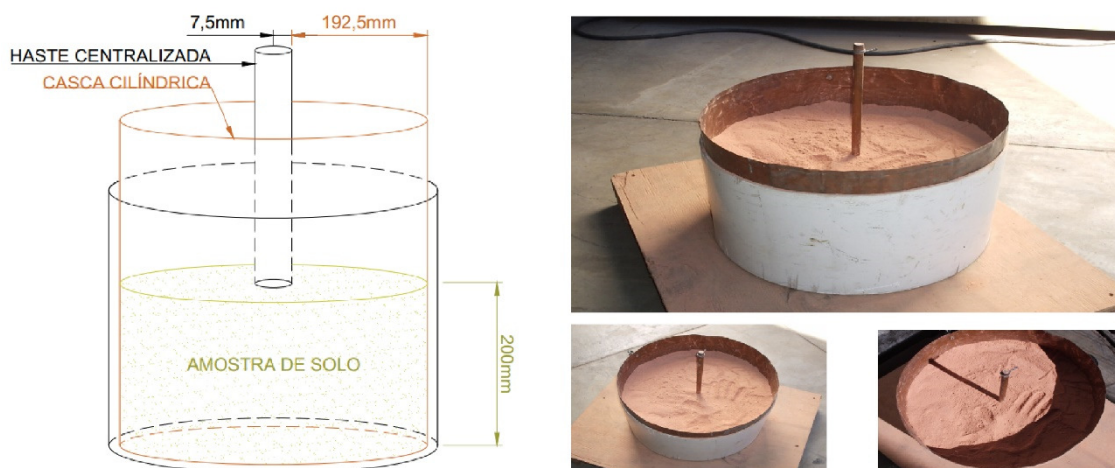 7,5mm
192,5mm
HASTE CENTRALIZADA
CASCA CILÍNDRICA
AMOSTRA DE SOLO
200mm